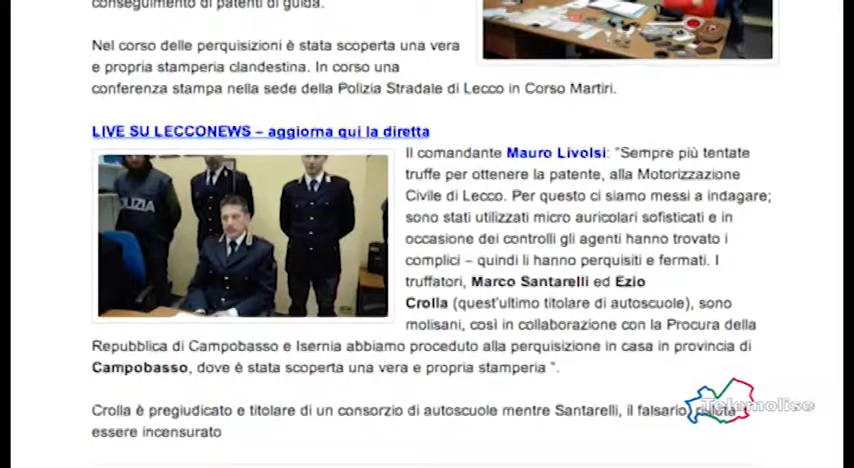 conseguimento di patenti di guida.
Nel corso delle perquisizioni è stata scoperta una vera
e propria stamperia clandestina. In corso una
conferenza stampa nella sede della Polizia Stradale di Lecco in Corso Martiri.
LIVE SU LECCONEWS – aggiorna qui la diretta
Il comandante Mauro Livolsi: "Sempre più tentate
truffe per ottenere la patente, alla Motorizzazione
Civile di Lecco. Per questo ci siamo messi a indagare;
sono stati utilizzati micro auricolari sofisticati e in
occasione dei controlli gli agenti hanno trovato i
complici – quindi li hanno perquisiti e fermati. I
truffatori, Marco Santarelli ed Ezio
Crolla (quest'ultimo titolare di autoscuole), sono
molisani, così in collaborazione con la Procura della
Repubblica di Campobasso e Isernia abbiamo proceduto alla perquisizione in casa in provincia di
Campobasso, dove è stata scoperta una vera e propria stamperia ".
Crolla è pregiudicato e titolare di un consorzio di autoscuole mentre Santarelli, il falsario, risulta
essere incensurato
POLIZIA
Telemolise